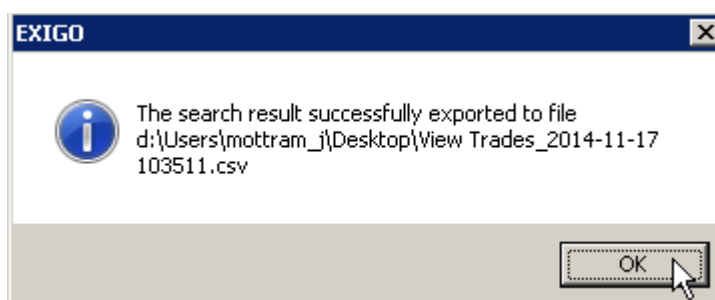 EXIGO
The search result successfully exported to file
d:\Users\mottram_j\Desktop\View Trades_2014-11-17
103511.csv
OK